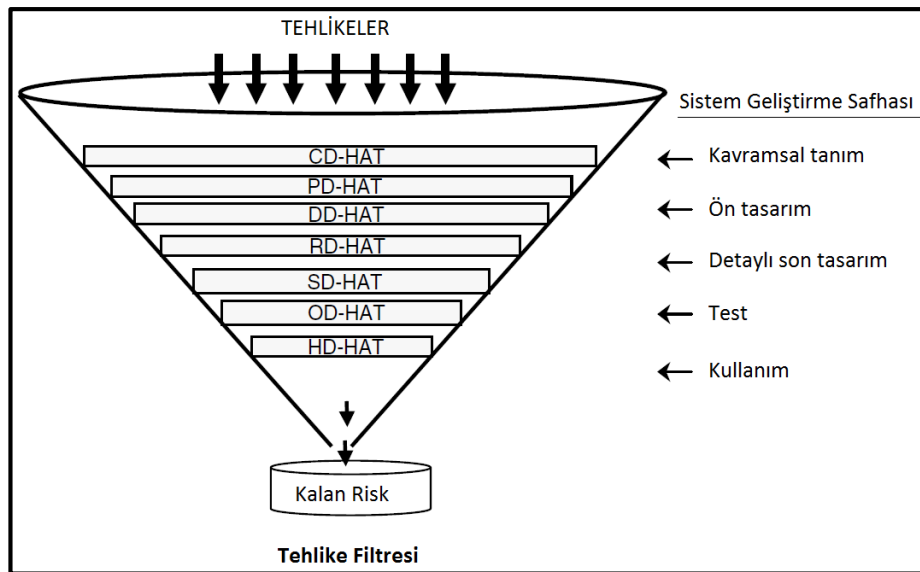 TEHLİKELER
Sistem Geliştirme Safhası
CD-HAT
Kavramsal tanım
PD-HAT
DD-HAT
Ön tasarım
RD-HAT
Detaylı son tasarım
SD-HAT
OD-HAT
Test
HD-HAT
Kullanım
Kalan Risk
Tehlike Filtresi